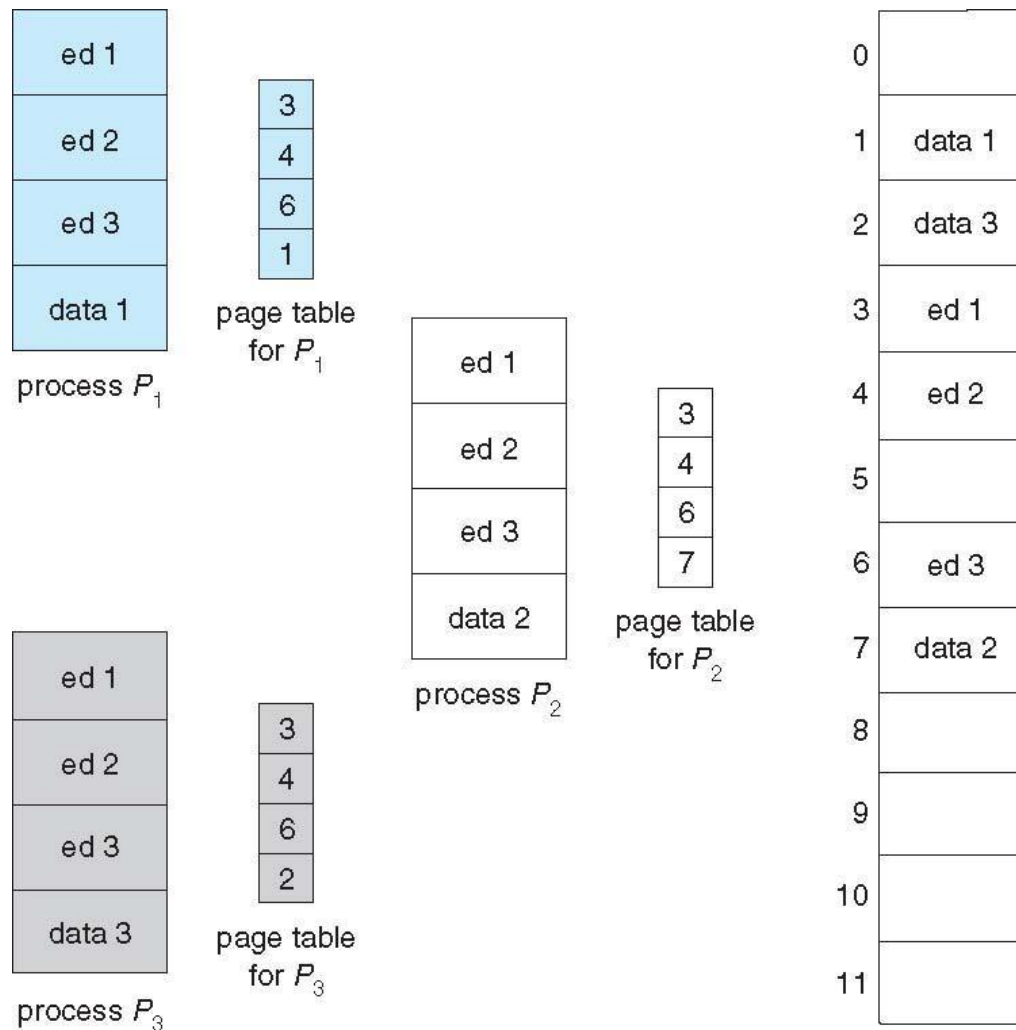 ed 1
ed 2
ed 3
data 1
process P1
3
4
6
1
page table
for P1
ed 1
ed 2
ed 3
data 2
process P2
3
4
6
7
page table
for P2
ed 1
ed 2
ed 3
data 3
process P3
3
4
6
2
page table
for P3
0
1 data 1
2 data 3
3 ed 1
4 ed 2
5
6 ed 3
7 data 2
8
9
10
11